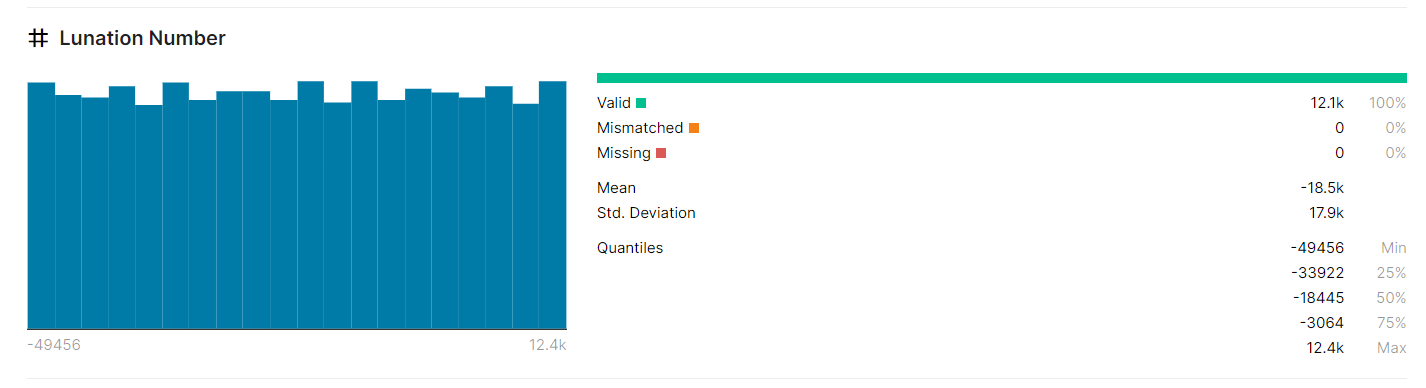 Lunation Number
Valid 12.1k 100%
Mismatched 0 0%
Missing 0 0%
Mean -18.5k
Std. Deviation 17.9k
Quantiles -49456 Min
-33922 25%
-18445 50%
-3064 75%
12.4k Max
-49456 12.4k